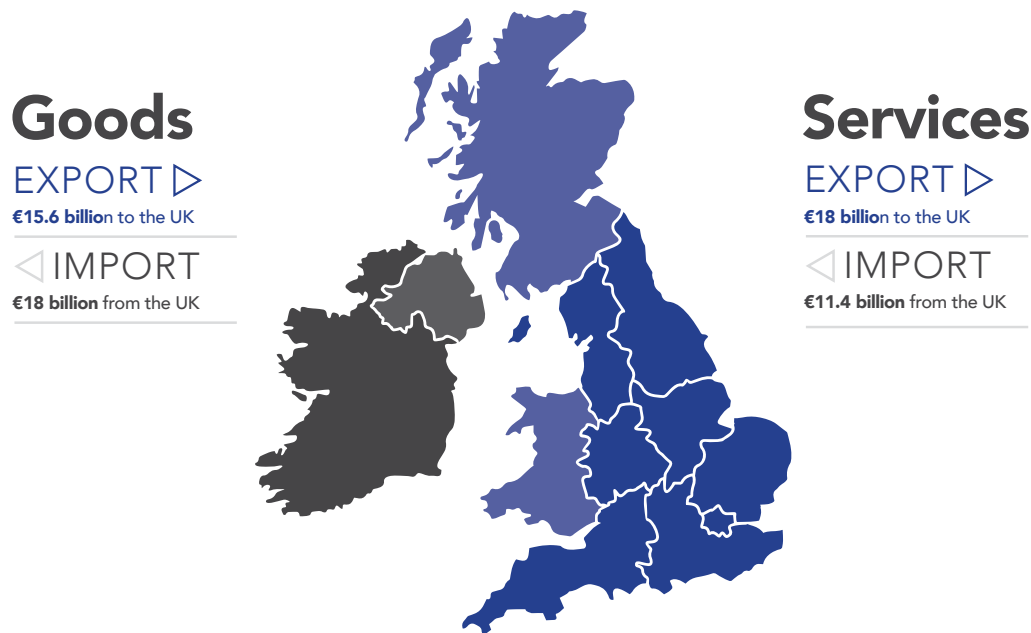 Goods
EXPORT
€15.6 billion to the UK
IMPORT
€18 billion from the UK
Services
EXPORT
€18 billion to the UK
IMPORT
€11.4 billion from the UK